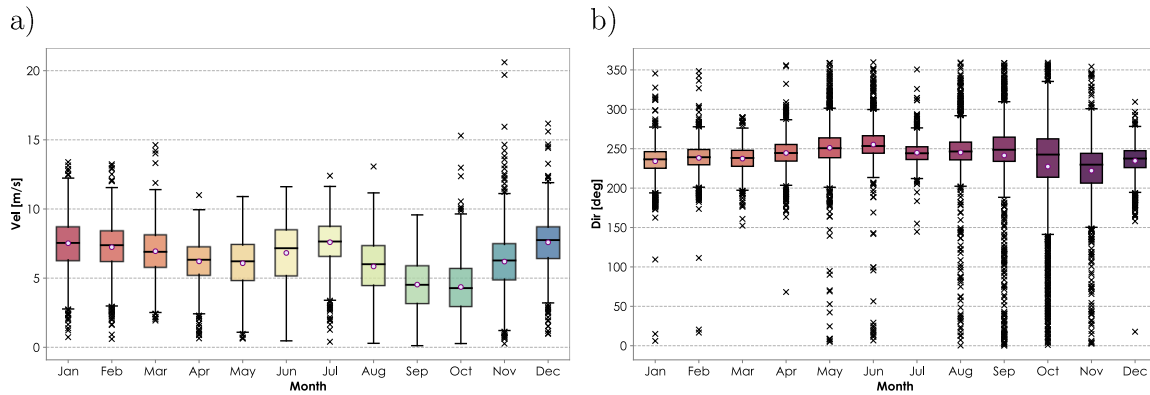 a)
Vel [m/s]
20
15
10
5
0
Jan Feb Mar Apr May Jun Jul Aug Sep Oct Nov Dec
Month
b)
Dir [deg]
350
300
250
200
150
100
50
0
Jan Feb Mar Apr May Jun Jul Aug Sep Oct Nov Dec
Month